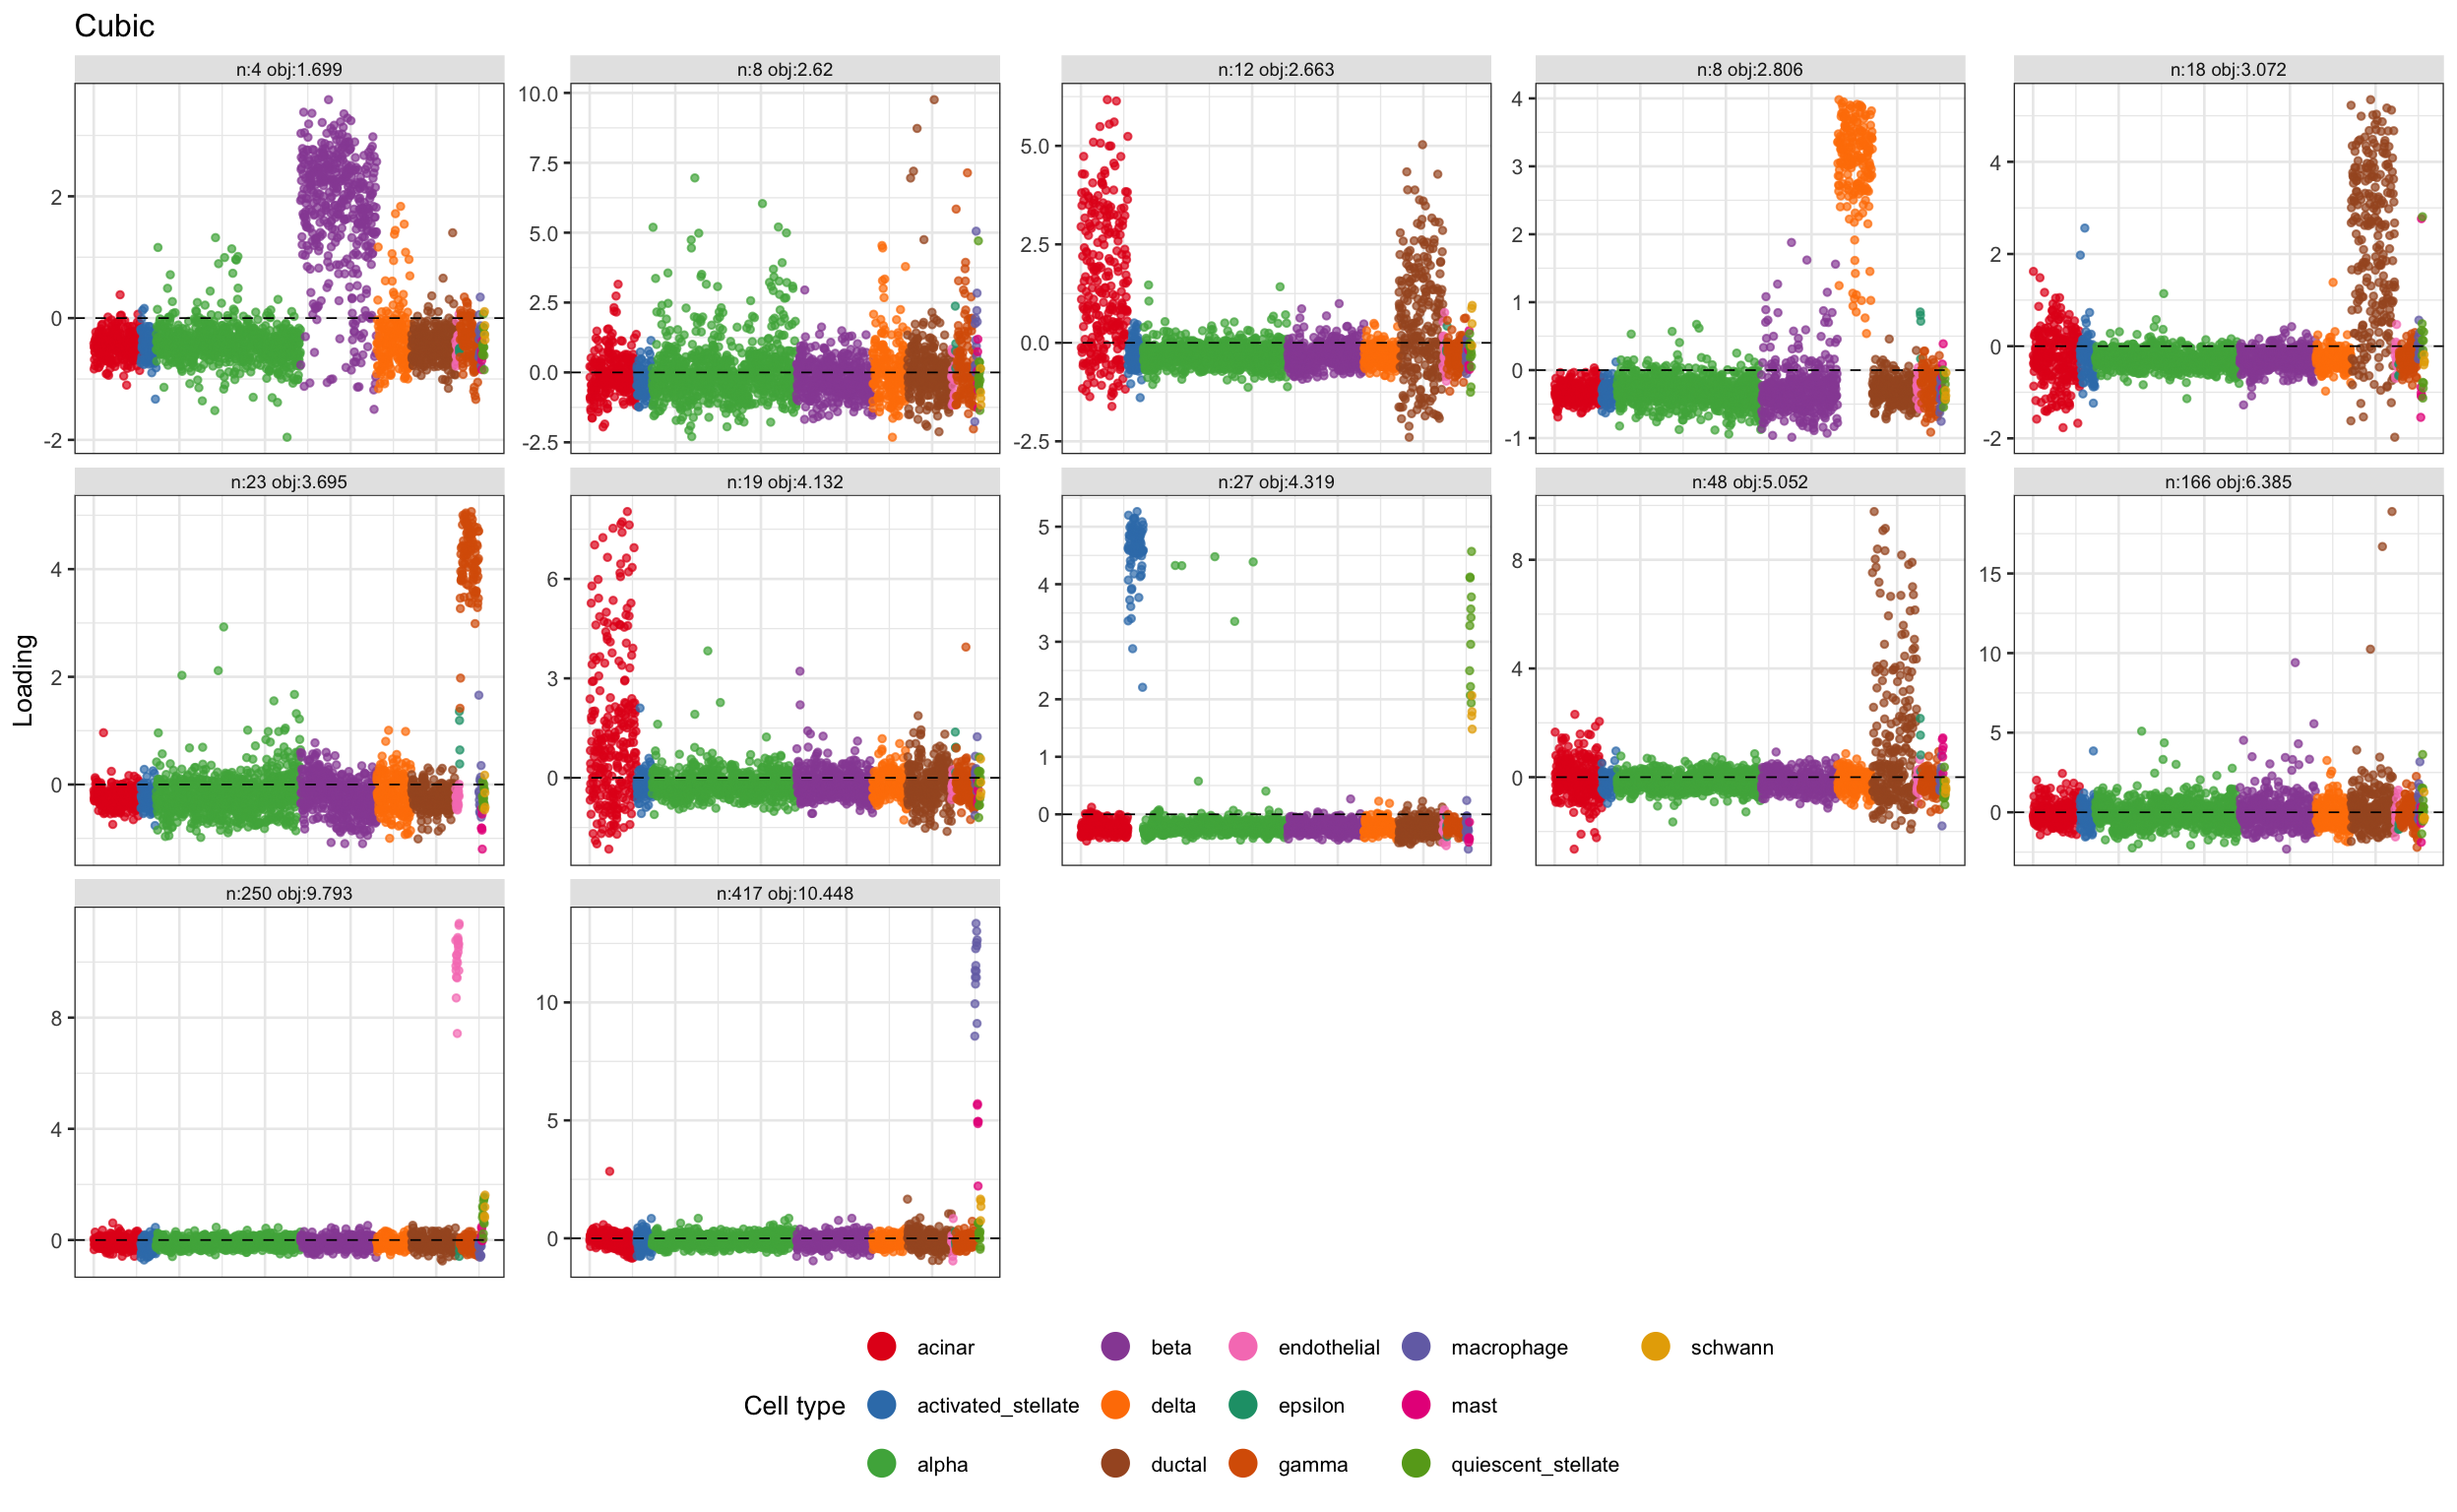 Cubic
n:4 obj:1.699
n:8 obj:2.62
n:12 obj:2.663
n:8 obj:2.806
n:18 obj:3.072
2
0
-2
10.0
7.5
5.0
2.5
0.0
-2.5
5.0
2.5
0.0
-2.5
4
3
2
1
0
-1
4
2
0
-2
n:23 obj:3.695
n:19 obj:4.132
n:27 obj:4.319
n:48 obj:5.052
n:166 obj:6.385
4
2
0
6
3
0
5
4
3
2
1
0
8
4
0
15
10
5
0
Loading
n:250 obj:9.793
n:417 obj:10.448
8
4
0
10
5
0
Cell type
acinar
activated_stellate
alpha
beta
delta
ductal
endothelial
epsilon
gamma
macrophage
mast
quiescent_stellate
schwann